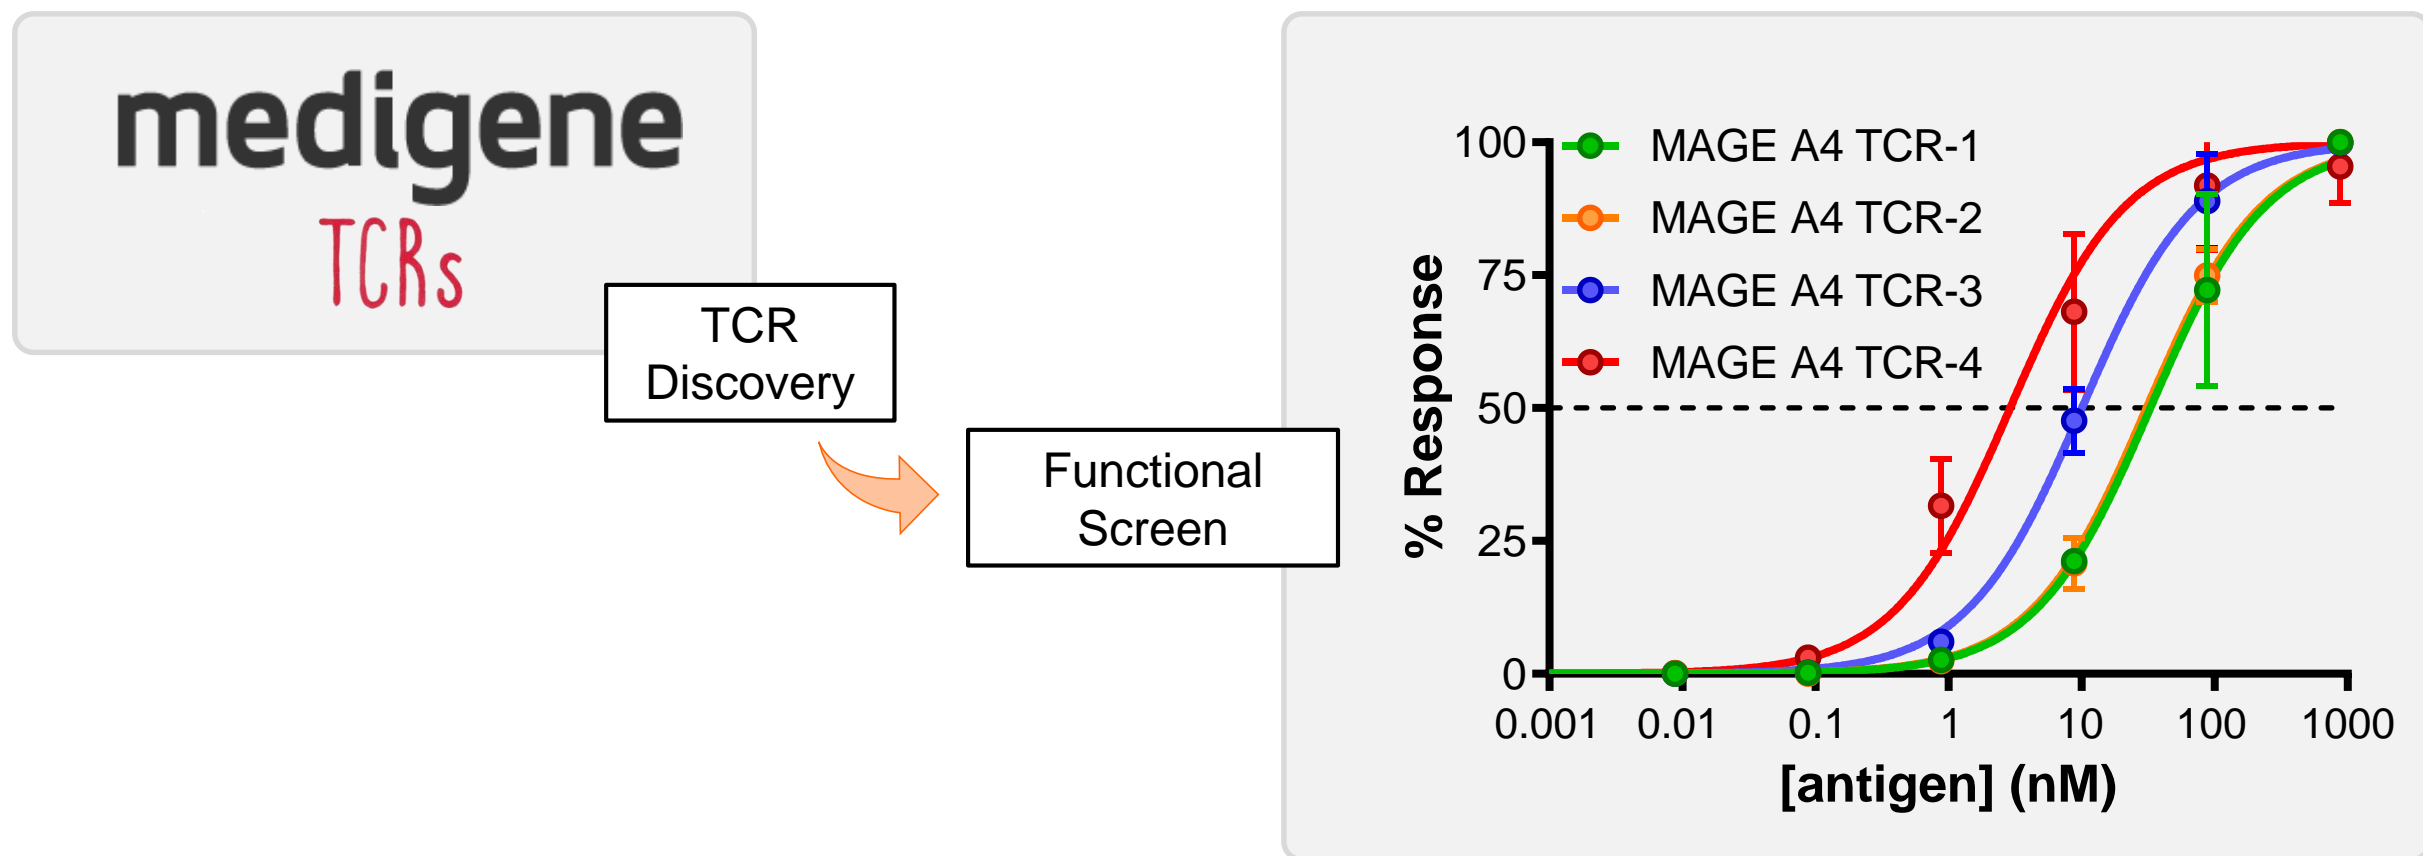 medigene
TCRs
TCR
Discovery
Functional
Screen
% Response
100
75
50
25
0
MAGE A4 TCR-1
MAGE A4 TCR-2
MAGE A4 TCR-3
MAGE A4 TCR-4
0.001 0.01 0.1 1 10 100 1000
[antigen] (nM)